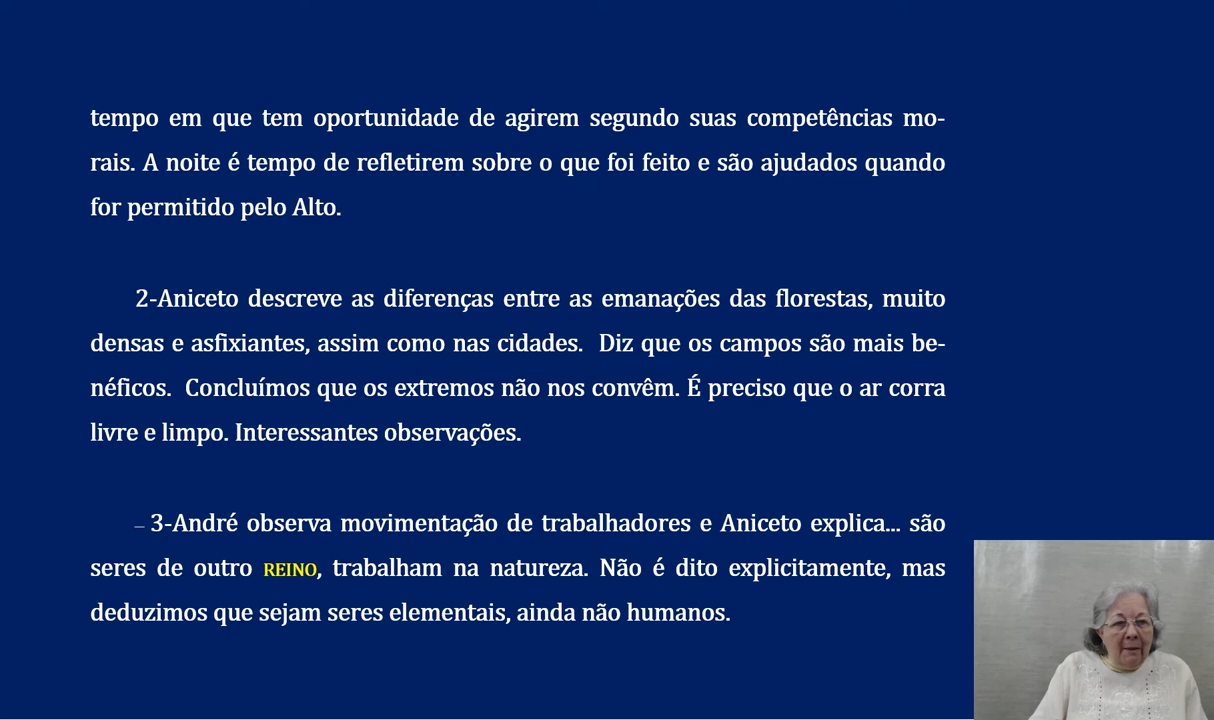 tempo em que tem oportunidade de agirem segundo suas competências mo-
rais. A noite é tempo de refletirem sobre o que foi feito e são ajudados quando
for permitido pelo Alto.
2-Aniceto descreve as diferenças entre as emanações das florestas, muito
densas e asfixiantes, assim como nas cidades.  Diz que os campos são mais be-
néficos.  Concluímos que os extremos não nos convêm. É preciso que o ar corra
livre e limpo. Interessantes observações.
– 3-André observa movimentação de trabalhadores e Aniceto explica... são
seres de outro REINO, trabalham na natureza. Não é dito explicitamente, mas
deduzimos que sejam seres elementais, ainda não humanos.